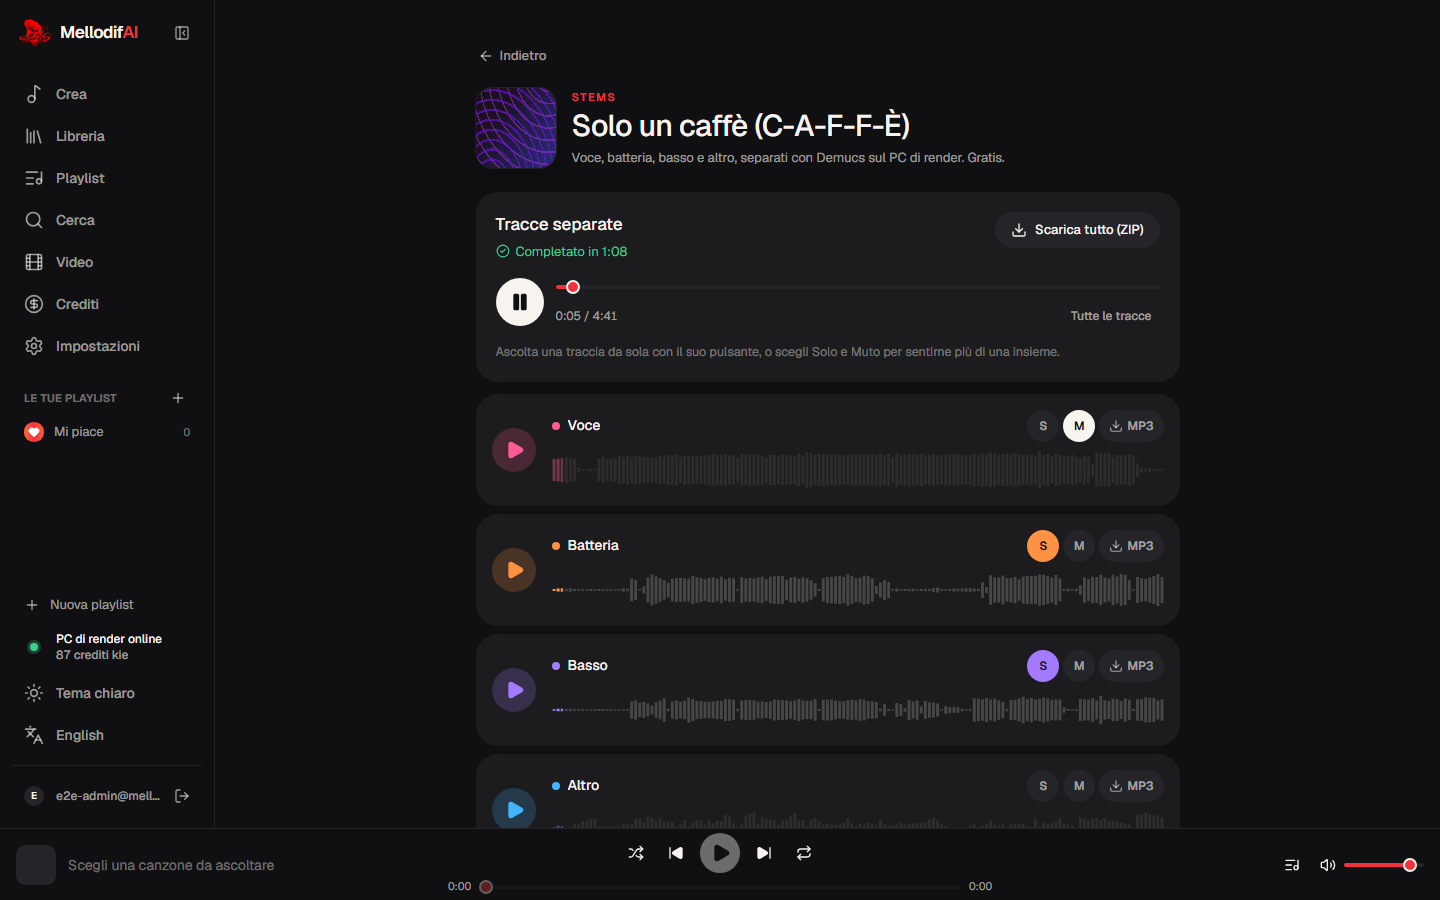 MellodifAI
Crea
Libreria
Playlist
Cerca
Video
Crediti
Impostazioni
LE TUE PLAYLIST
Mi piace 0
Nuova playlist
PC di render online
87 crediti kie
Tema chiaro
English
E e2e-admin@mell...
Indietro
STEMS
Solo un caffè (C-A-F-F-È)
Voce, batteria, basso e altro, separati con Demucs sul PC di render. Gratis.
Tracce separate
Scarica tutto (ZIP)
Completato in 1:08
0:05 / 4:41
Tutte le tracce
Ascolta una traccia da sola con il suo pulsante, o scegli Solo e Muto per sentirne più di una insieme.
Voce S M MP3
Batteria S M MP3
Basso S M MP3
Altro S M MP3
Scegli una canzone da ascoltare
0:00 0:00